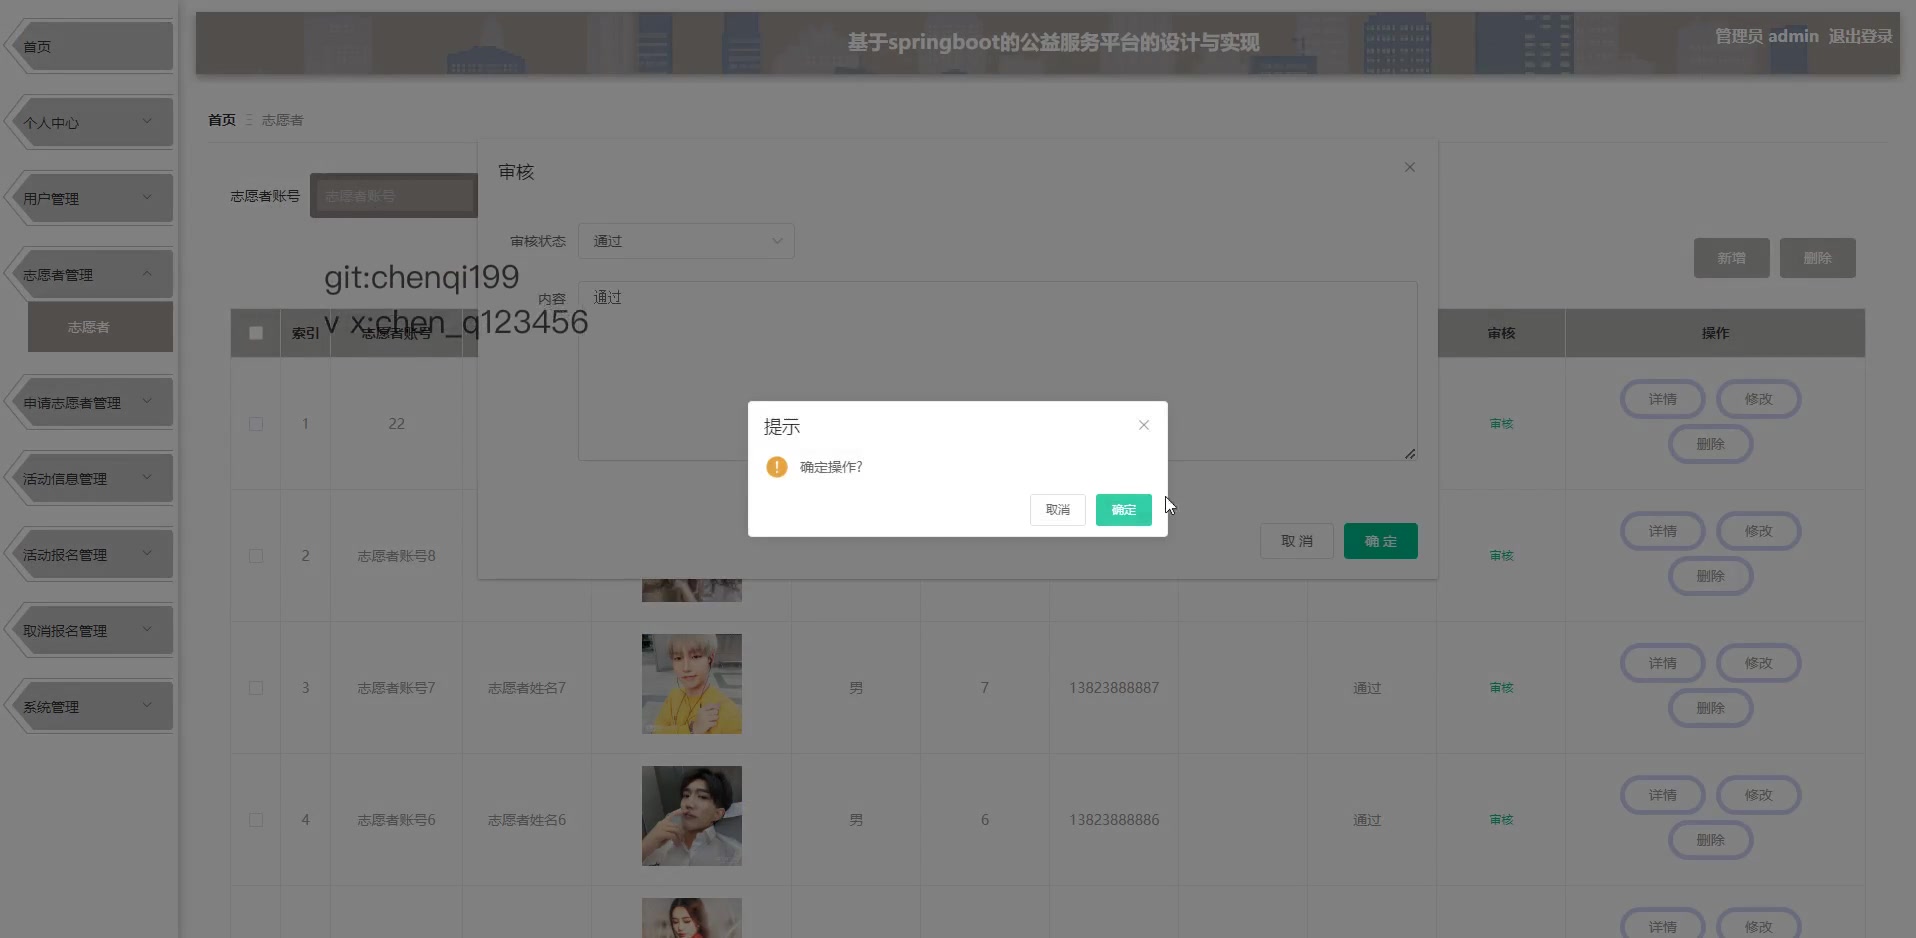 基于springboot的公益服务平台的设计与实现
管理员 admin 退出登录
首页
个人中心
用户管理
志愿者管理
志愿者
申请志愿者管理
活动信息管理
活动报名管理
取消报名管理
系统管理
首页 志愿者
志愿者账号 志愿者账号
新增 删除
审核
审核状态 通过
内容 通过
取消 确定
git:chenqi199
v x:chen_q123456
提示
确定操作?
取消 确定
索引 志愿者账号 审核 操作
1 22 审核 详情 修改
删除
2 志愿者账号8 审核 详情 修改
删除
3 志愿者账号7 志愿者姓名7 男 7 13823888887 通过 审核 详情 修改
删除
4 志愿者账号6 志愿者姓名6 男 6 13823888886 通过 审核 详情 修改
删除
详情 修改